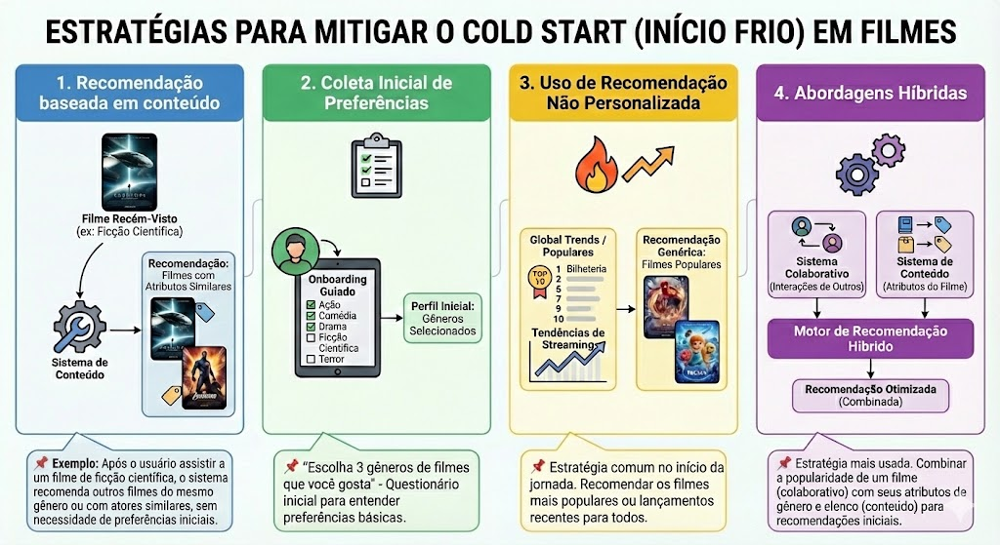 ESTRATÉGIAS PARA MITIGAR O COLD START (INÍCIO FRIO) EM FILMES
1. Recomendação
baseada em conteúdo
Filme Recém-Visto
(ex: Ficção Científica)
Recomendação:
Filmes com
Atributos Similares
Sistema de
Conteúdo
📌 Exemplo: Após o usuário assistir a
um filme de ficção científica, o sistema
recomenda outros filmes do mesmo
gênero ou com atores similares, sem
necessidade de preferências iniciais.
2. Coleta Inicial de
Preferências
Onboarding
Guiado
Ação
Comédia
Drama
Ficção
Científica
Terror
Perfil Inicial:
Gêneros
Selecionados
📌 “Escolha 3 gêneros de filmes
que você gosta” - Questionário
inicial para entender
preferências básicas.
3. Uso de Recomendação
Não Personalizada
Global Trends /
Populares
TOP
10
1 Bilheteria
2
5
7
9
10
Tendências de
Streaming
Recomendação
Genérica:
Filmes Populares
📌 Estratégia comum no início da
jornada. Recomendar os filmes
mais populares ou lançamentos
recentes para todos.
4. Abordagens Híbridas
Sistema
Colaborativo
(Interações de Outros)
Sistema de
Conteúdo
(Atributos do Filme)
Motor de Recomendação
Híbrido
Recomendação Otimizada
(Combinada)
📌 Estratégia mais usada. Combinar
a popularidade de um filme
(colaborativo) com seus atributos de
gênero e elenco (conteúdo) para
recomendações iniciais.